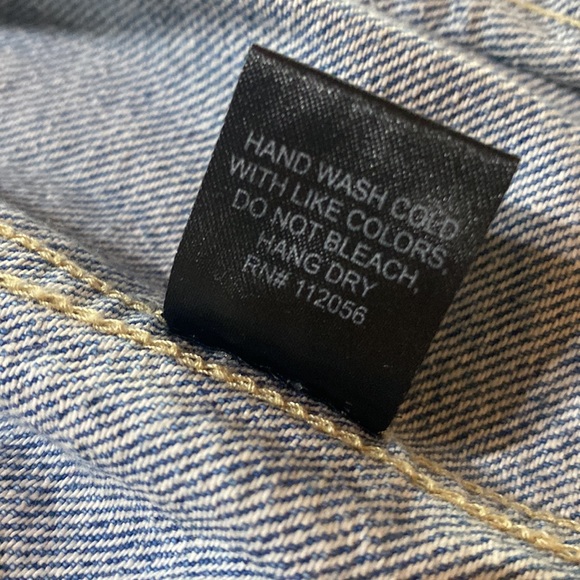 HAND WASH COLD
WITH LIKE COLORS,
DO NOT BLEACH,
HANG DRY
RN# 112056